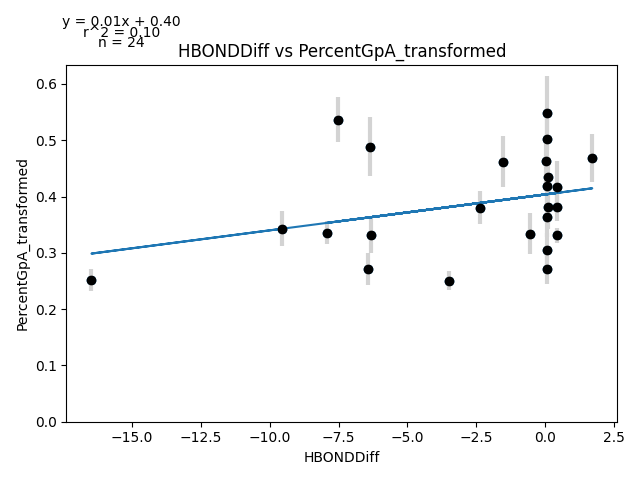 y = 0.01x + 0.40
r^2 = 0.10
n = 24
HBONDDiff vs PercentGpA_transformed
PercentGpA_transformed
0.6
0.5
0.4
0.3
0.2
0.1
0.0
−15.0 −12.5 −10.0 −7.5 −5.0 −2.5 0.0 2.5
HBONDDiff